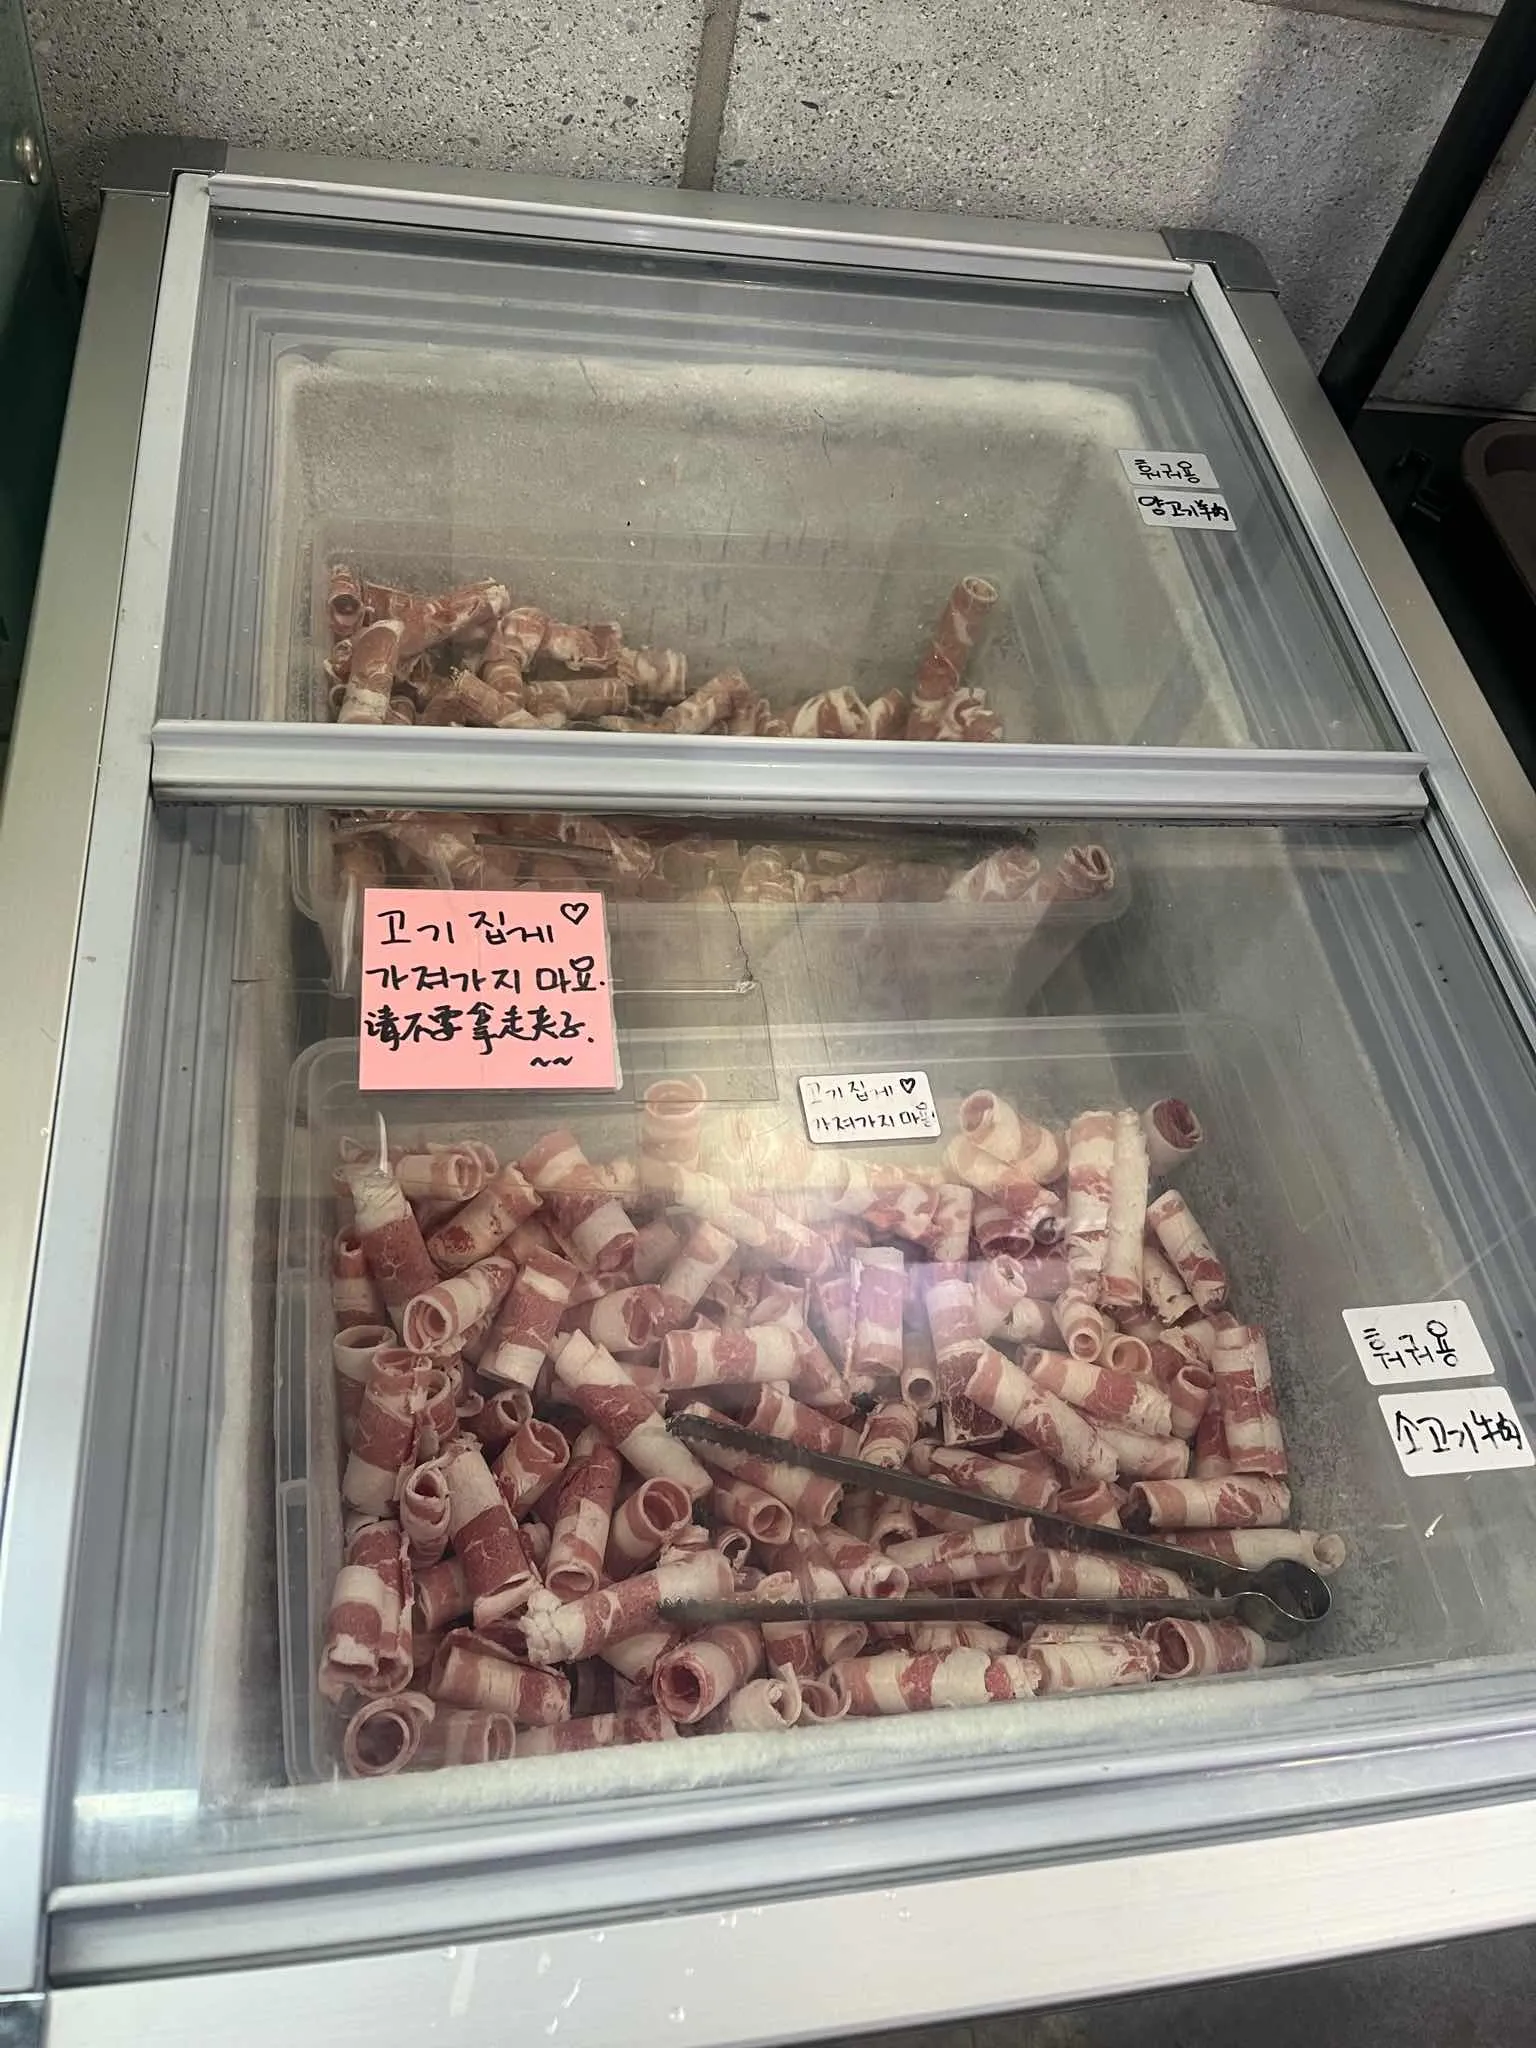 훠궈용
양고기羊肉
고기 집게♡
가져가지 마요.
请不要拿走夹子.
~~
고기집게♡
가져가지 마요!
훠궈용
소고기牛肉